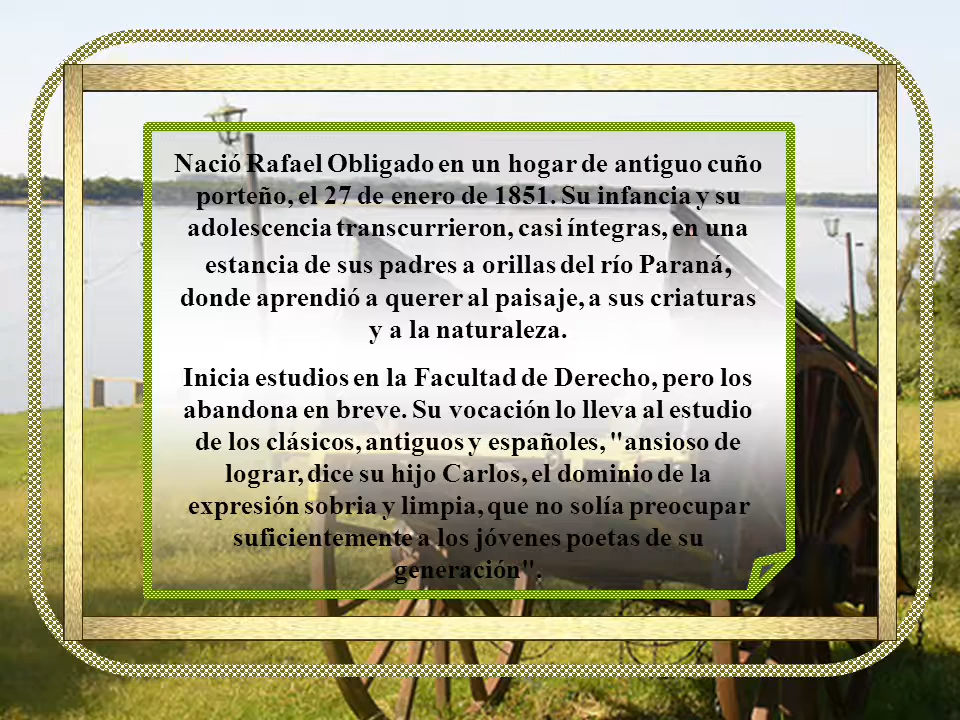 Nació Rafael Obligado en un hogar de antiguo cuño
porteño, el 27 de enero de 1851. Su infancia y su
adolescencia transcurrieron, casi íntegras, en una
estancia de sus padres a orillas del río Paraná,
donde aprendió a querer al paisaje, a sus criaturas
y a la naturaleza.
Inicia estudios en la Facultad de Derecho, pero los
abandona en breve. Su vocación lo lleva al estudio
de los clásicos, antiguos y españoles, "ansioso de
lograr, dice su hijo Carlos, el dominio de la
expresión sobria y limpia, que no solía preocupar
suficientemente a los jóvenes poetas de su
generación".